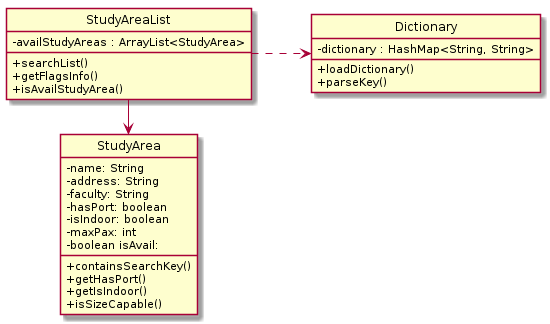 StudyAreaList
-availStudyAreas : ArrayList<StudyArea>
+searchList()
+getFlagsInfo()
+isAvailStudyArea()
Dictionary
-dictionary : HashMap<String, String>
+loadDictionary()
+parseKey()
StudyArea
-name: String
-address: String
-faculty: String
-hasPort: boolean
-isIndoor: boolean
-maxPax: int
-boolean isAvail:
+containsSearchKey()
+getHasPort()
+getIsIndoor()
+isSizeCapable()